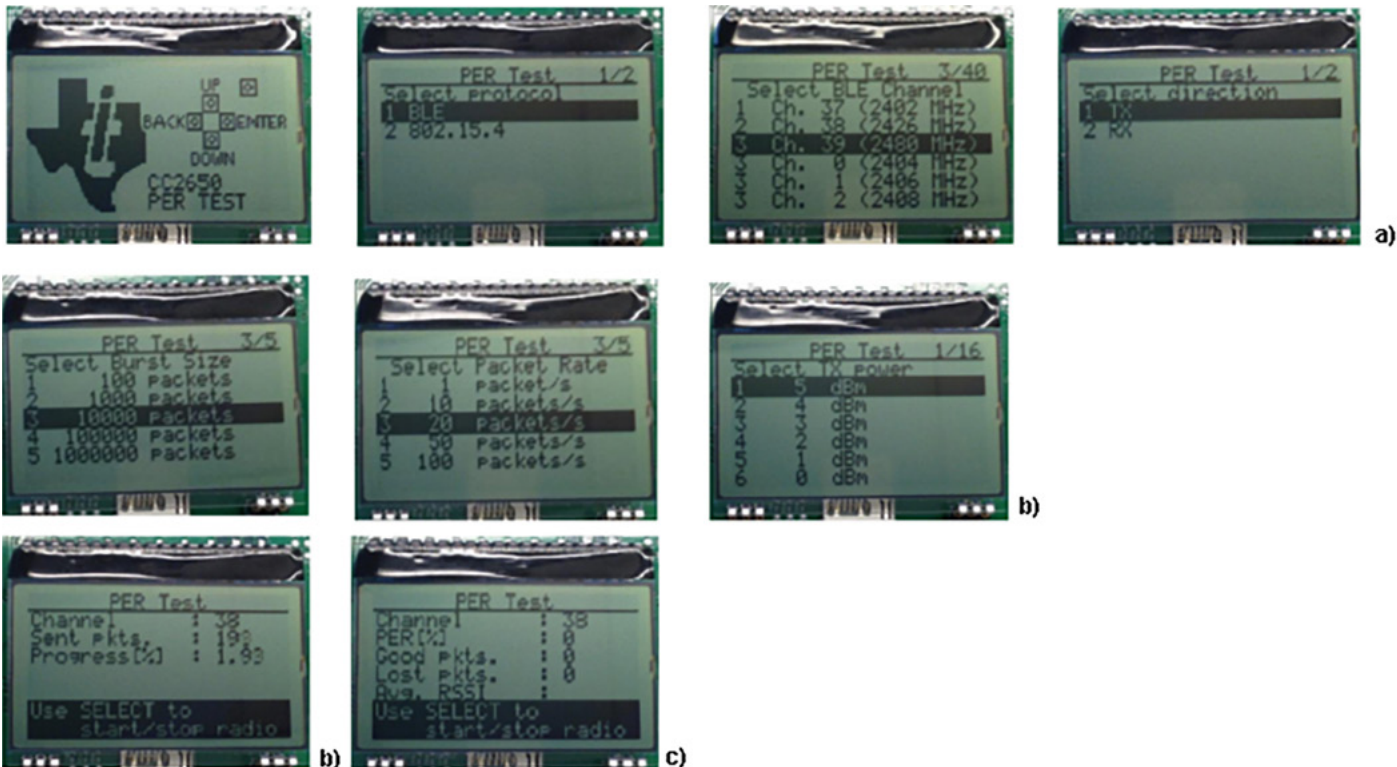 UP
BACK ENTER
DOWN
CC2650
PER TEST
PER Test 1/2
Select protocol
1 BLE
2 802.15.4
PER Test 3/40
Select BLE Channel
1 Ch. 37 (2402 MHz)
2 Ch. 38 (2426 MHz)
3 Ch. 39 (2480 MHz)
3 Ch. 0 (2404 MHz)
3 Ch. 1 (2406 MHz)
3 Ch. 2 (2408 MHz)
PER Test 1/2
Select direction
1 TX
2 RX
a)
PER Test 3/5
Select Burst Size
1 100 packets
2 1000 packets
3 10000 packets
4 100000 packets
5 1000000 packets
PER Test 3/5
Select Packet Rate
1 1 packet/s
2 10 packets/s
3 20 packets/s
4 50 packets/s
5 100 packets/s
PER Test 1/16
Select TX power
1 5 dBm
2 4 dBm
3 3 dBm
4 2 dBm
5 1 dBm
6 0 dBm
b)
PER Test
Channel : 38
Sent pkts. : 193
Progress[%] : 1.93
Use SELECT to
start/stop radio
b)
PER Test
Channel : 38
PER[%] : 0
Good pkts. : 0
Lost pkts. : 0
Avg. RSSI :
Use SELECT to
start/stop radio
c)